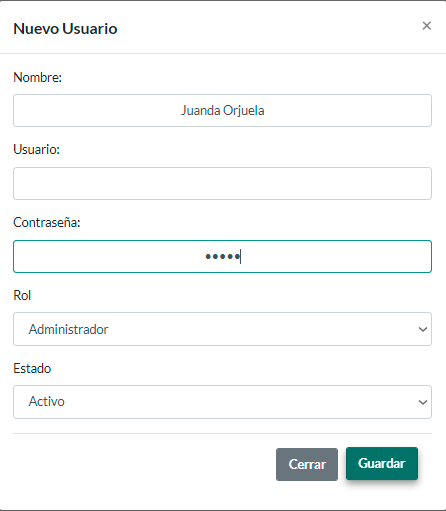 Nuevo Usuario
×
Nombre:
Juanda Orjuela
Usuario:
Contraseña:
•••••
Rol
Administrador
Estado
Activo
Cerrar Guardar